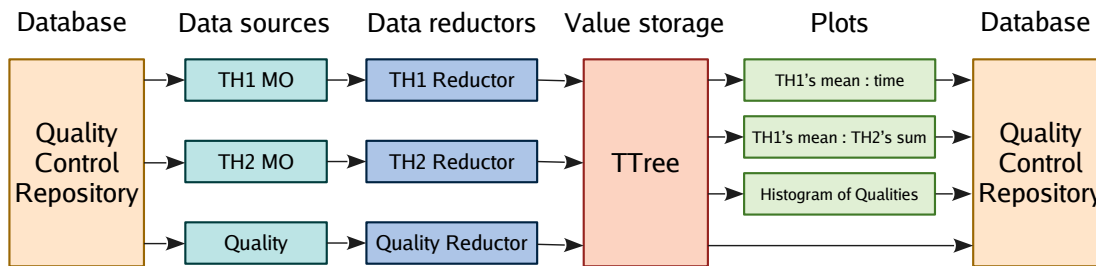 Database
Data sources
Data reductors
Value storage
Plots
Database
Quality
Control
Repository
TH1 MO
TH1 Reductor
TH2 MO
TH2 Reductor
Quality
Quality Reductor
TTree
TH1's mean : time
TH1's mean : TH2's sum
Histogram of Qualities
Quality
Control
Repository